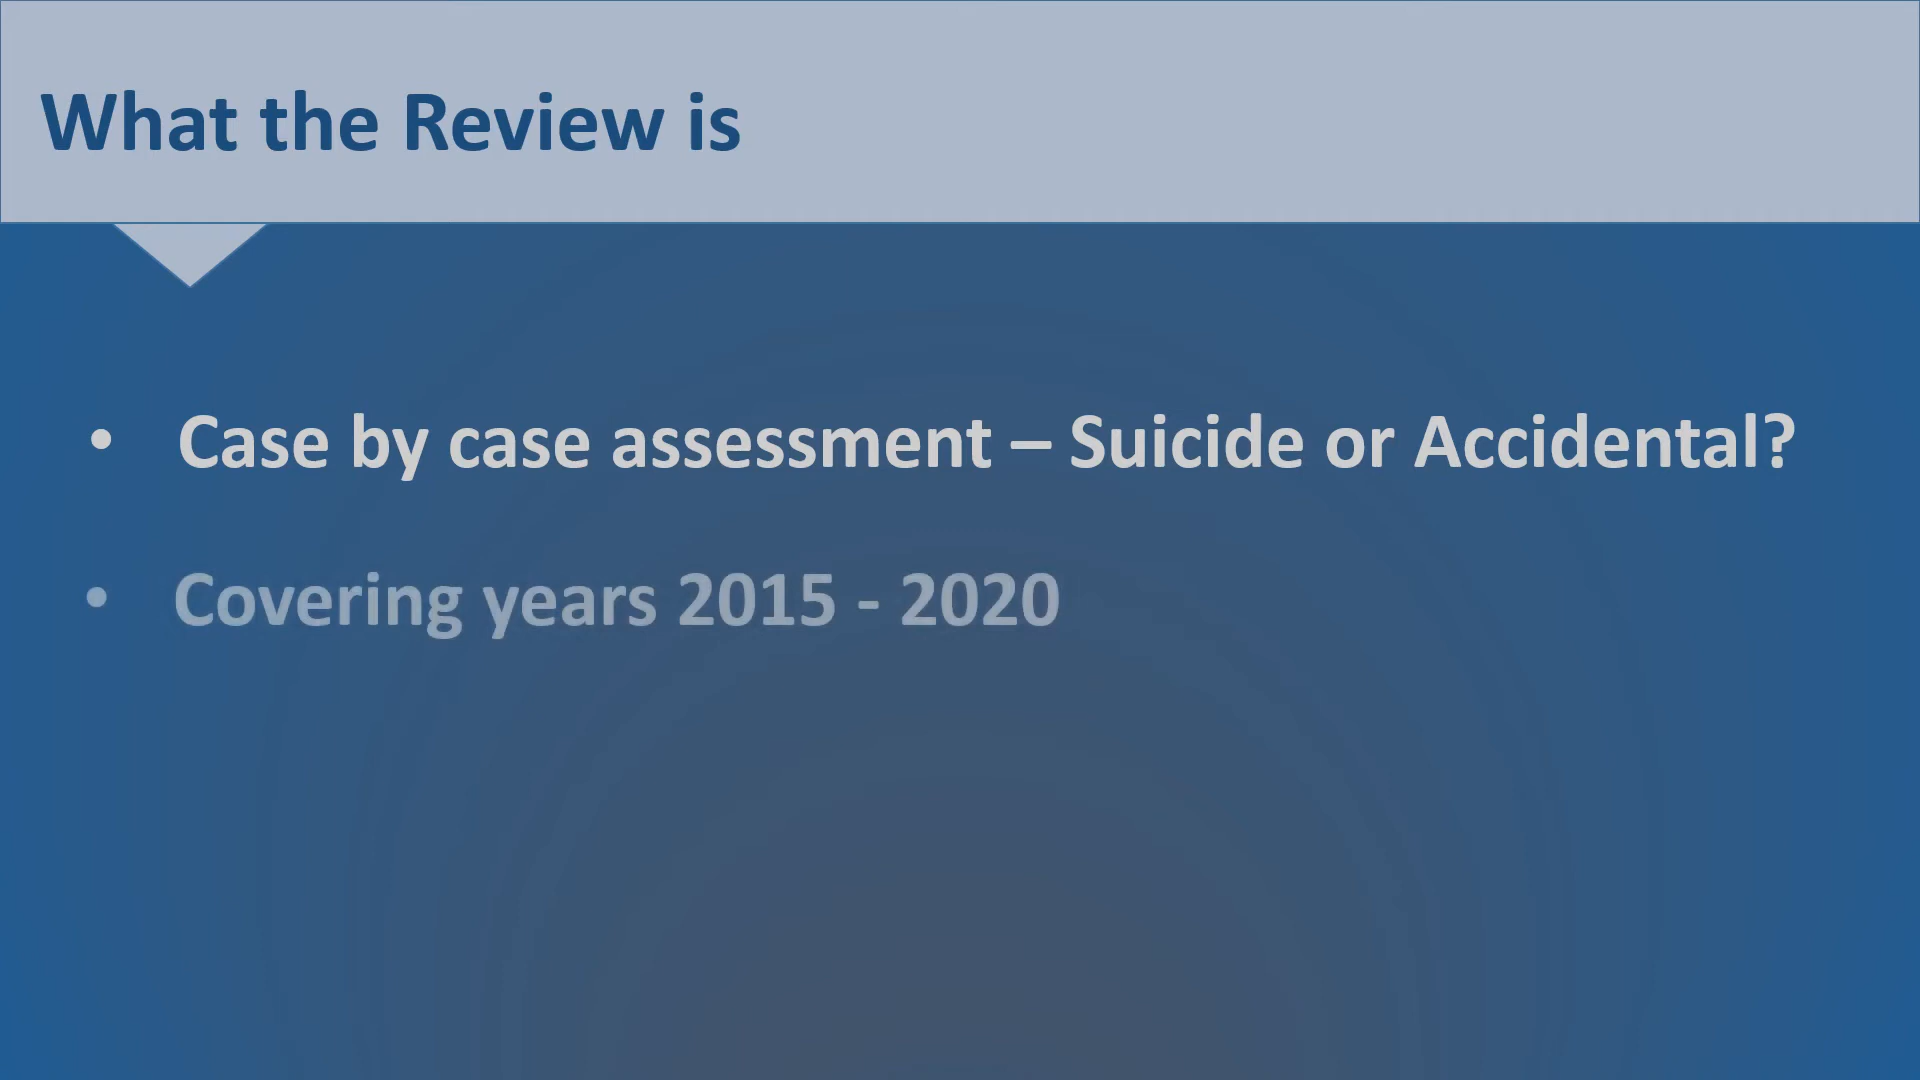 What the Review is
• Case by case assessment – Suicide or Accidental?
• Covering years 2015 - 2020